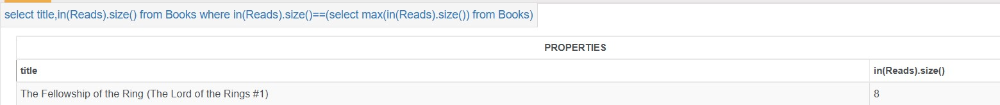 select title,in(Reads).size() from Books where in(Reads).size()==(select max(in(Reads).size()) from Books)
PROPERTIES
title in(Reads).size()
The Fellowship of the Ring (The Lord of the Rings #1) 8